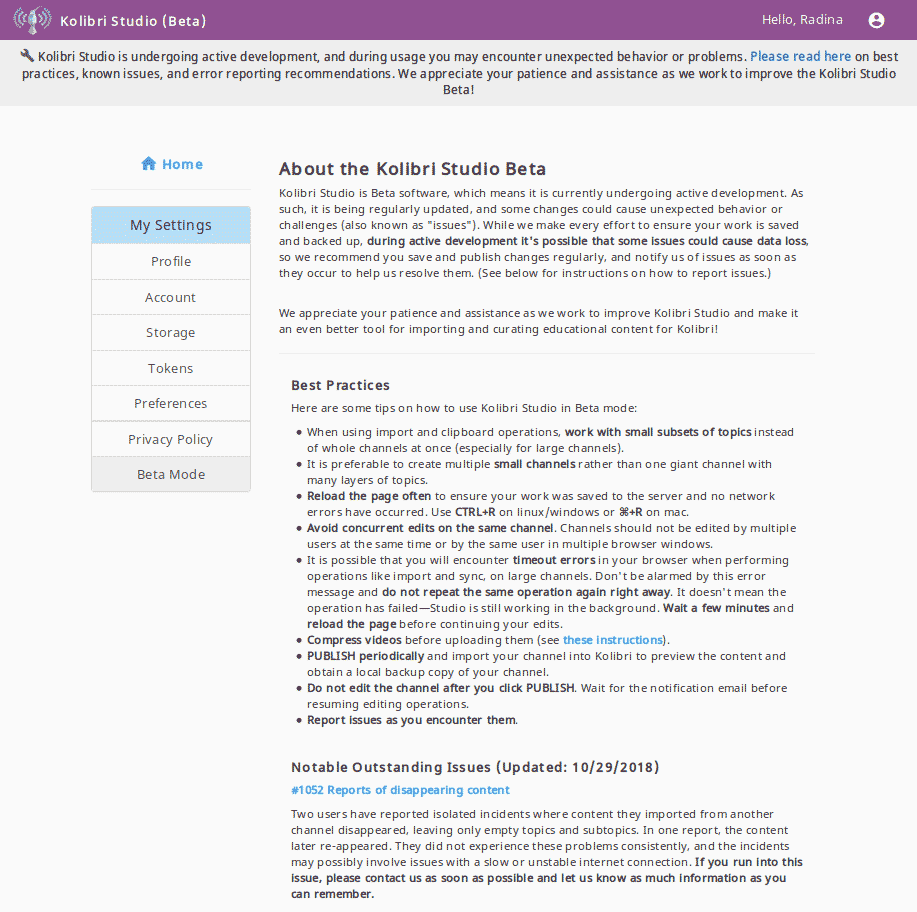 Kolibri Studio (Beta)
Hello, Radina
Kolibri Studio is undergoing active development, and during usage you may encounter unexpected behavior or problems. Please read here on best
practices, known issues, and error reporting recommendations. We appreciate your patience and assistance as we work to improve the Kolibri Studio
Beta!
Home
My Settings
Profile
Account
Storage
Tokens
Preferences
Privacy Policy
Beta Mode
About the Kolibri Studio Beta
Kolibri Studio is Beta software, which means it is currently undergoing active development. As
such, it is being regularly updated, and some changes could cause unexpected behavior or
challenges (also known as "issues"). While we make every effort to ensure your work is saved
and backed up, during active development it's possible that some issues could cause data loss,
so we recommend you save and publish changes regularly, and notify us of issues as soon as
they occur to help us resolve them. (See below for instructions on how to report issues.)
We appreciate your patience and assistance as we work to improve Kolibri Studio and make it
an even better tool for importing and curating educational content for Kolibri!
Best Practices
Here are some tips on how to use Kolibri Studio in Beta mode:
• When using import and clipboard operations, work with small subsets of topics instead
of whole channels at once (especially for large channels).
• It is preferable to create multiple small channels rather than one giant channel with
many layers of topics.
• Reload the page often to ensure your work was saved to the server and no network
errors have occurred. Use CTRL+R on linux/windows or ⌘+R on mac.
• Avoid concurrent edits on the same channel. Channels should not be edited by multiple
users at the same time or by the same user in multiple browser windows.
• It is possible that you will encounter timeout errors in your browser when performing
operations like import and sync, on large channels. Don't be alarmed by this error
message and do not repeat the same operation again right away. It doesn't mean the
operation has failed—Studio is still working in the background. Wait a few minutes and
reload the page before continuing your edits.
• Compress videos before uploading them (see these instructions).
• PUBLISH periodically and import your channel into Kolibri to preview the content and
obtain a local backup copy of your channel.
• Do not edit the channel after you click PUBLISH. Wait for the notification email before
resuming editing operations.
• Report issues as you encounter them.
Notable Outstanding Issues (Updated: 10/29/2018)
#1052 Reports of disappearing content
Two users have reported isolated incidents where content they imported from another
channel disappeared, leaving only empty topics and subtopics. In one report, the content
later re-appeared. They did not experience these problems consistently, and the incidents
may possibly involve issues with a slow or unstable internet connection. If you run into this
issue, please contact us as soon as possible and let us know as much information as you
can remember.